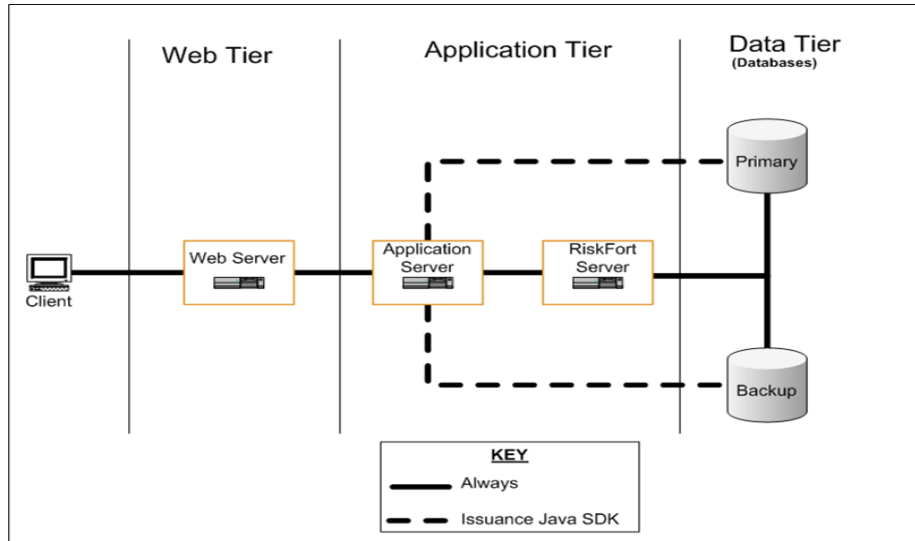 Web Tier
Application Tier
Data Tier
(Databases)
Primary
Web Server
Application
Server
RiskFort
Server
Client
Backup
KEY
Always
Issuance Java SDK